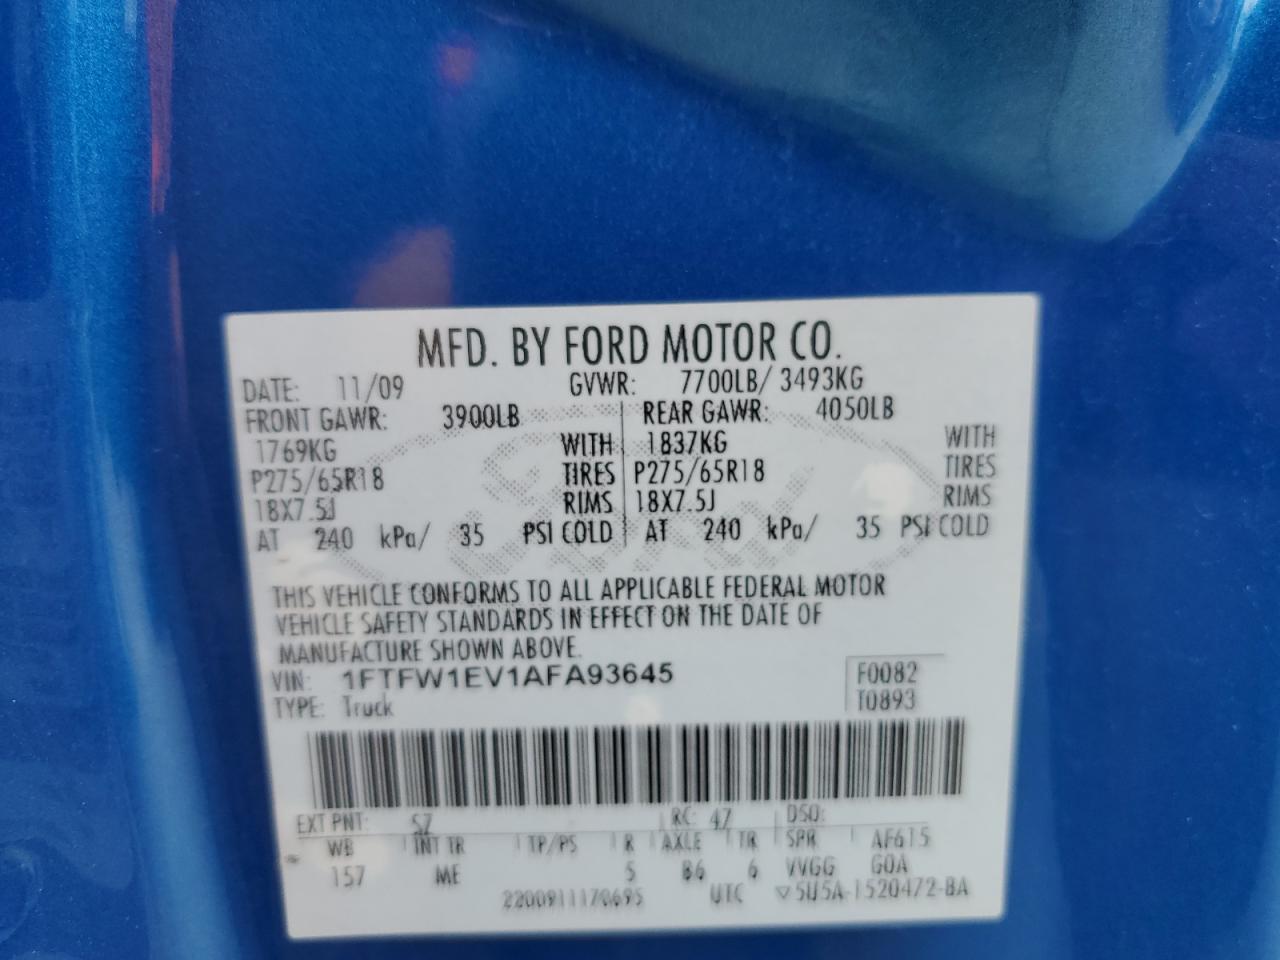 MFD. BY FORD MOTOR CO.
DATE: 11/09 GVWR: 7700LB/ 3493KG
FRONT GAWR: 3900LB REAR GAWR: 4050LB
1769KG WITH 1837KG WITH
P275/65R18 TIRES P275/65R18 TIRES
18X7.5J RIMS 18X7.5J RIMS
AT 240 kPa/ 35 PSI COLD AT 240 kPa/ 35 PSI COLD
THIS VEHICLE CONFORMS TO ALL APPLICABLE FEDERAL MOTOR
VEHICLE SAFETY STANDARDS IN EFFECT ON THE DATE OF
MANUFACTURE SHOWN ABOVE.
VIN: 1FTFW1EV1AFA93645 F0082
TYPE: Truck T0893
EXT PNT: SZ RC: 47 DSO:
WB INT TR TP/PS R AXLE TR SPR AF615
157 ME 5 B6 6 VVGG GOA
2200911170695 UTC ▽5U5A-1520472-BA